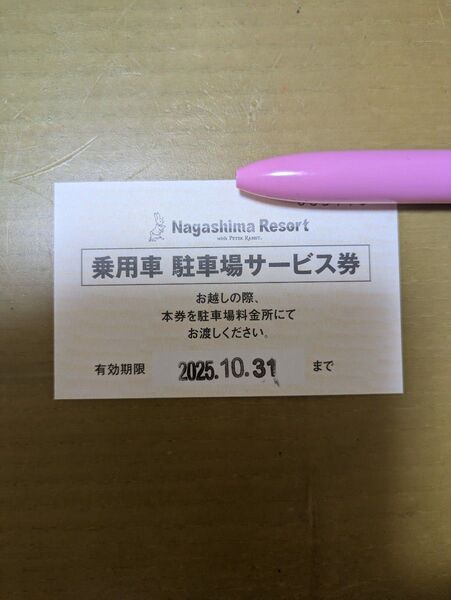 Nagashima Resort
with PETER RABBIT™
乗用車 駐車場サービス券
お越しの際、
本券を駐車場料金所にて
お渡しください。
有効期限 2025.10.31 まで